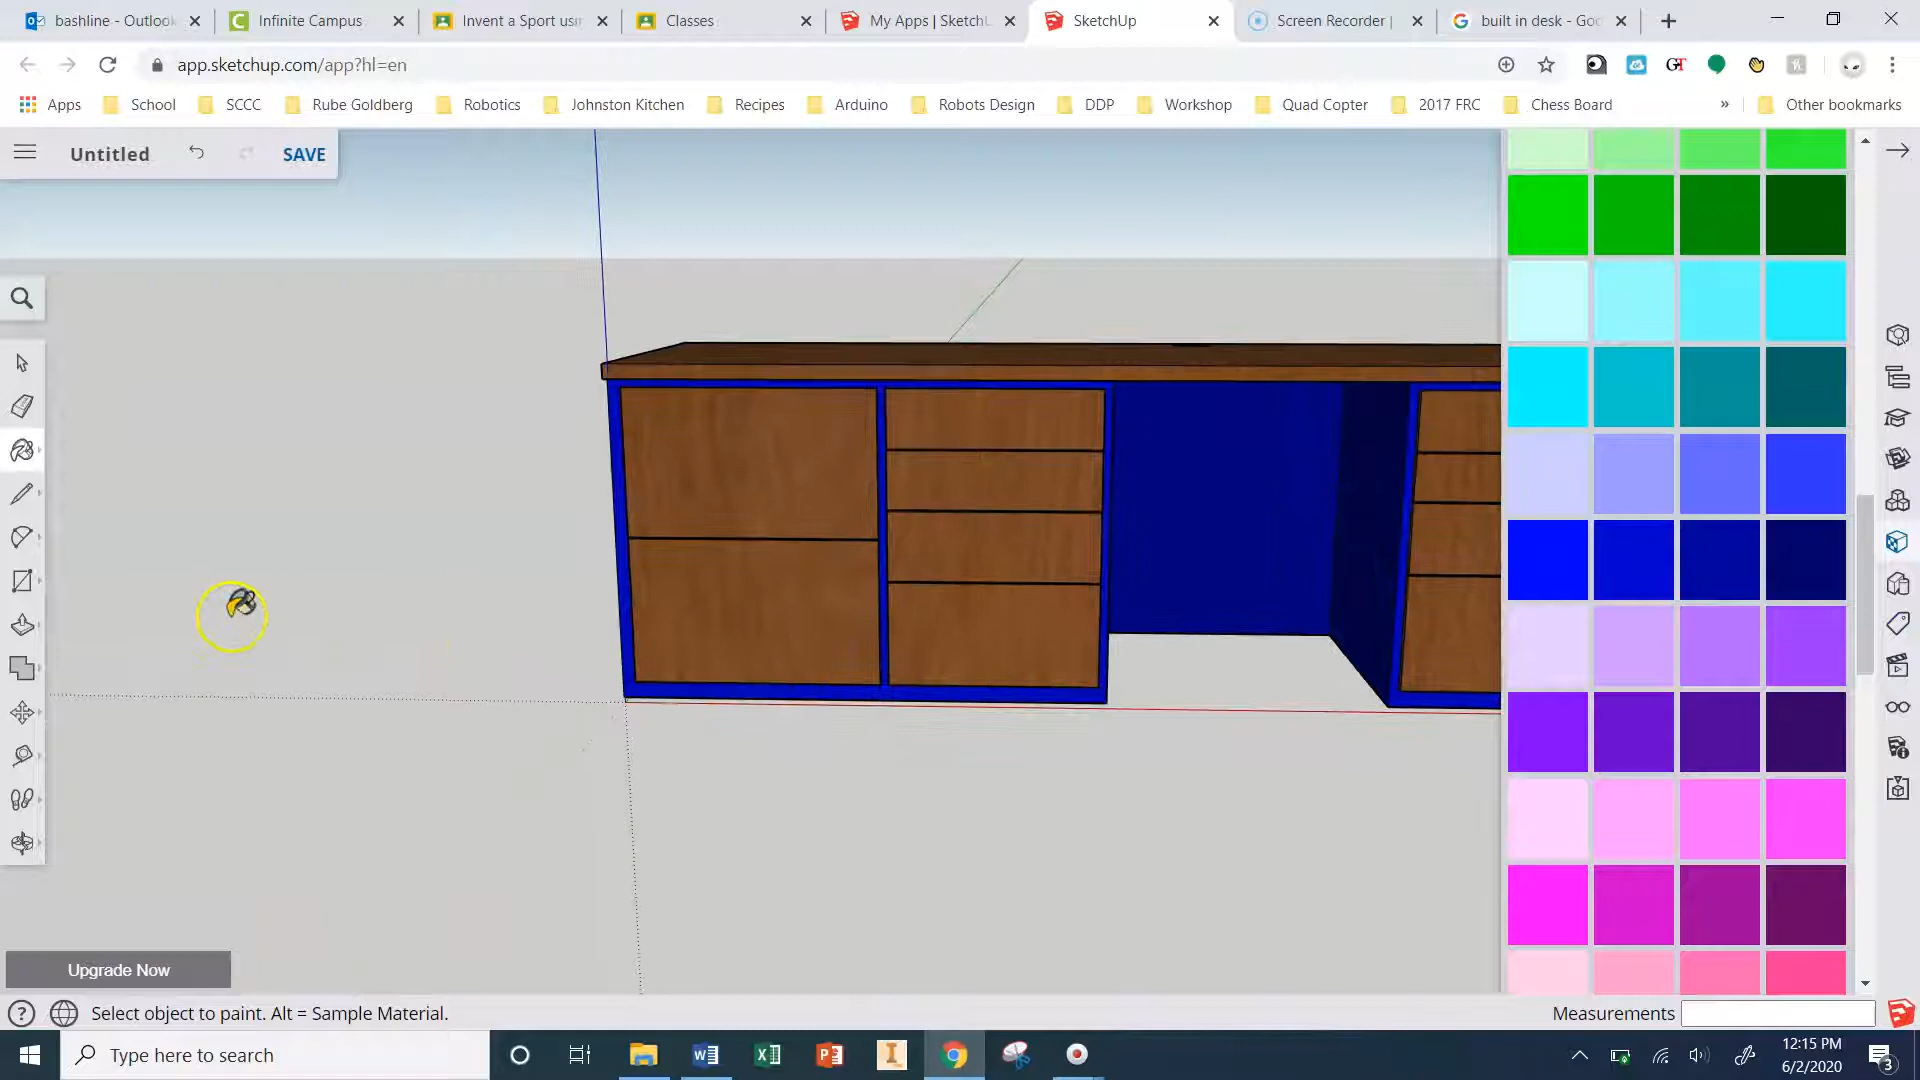 bashline - Outlook
Infinite Campus
Invent a Sport usin
Classes
My Apps | SketchU
SketchUp
Screen Recorder |
built in desk - Goo
app.sketchup.com/app?hl=en
Apps
School
SCCC
Rube Goldberg
Robotics
Johnston Kitchen
Recipes
Arduino
Robots Design
DDP
Workshop
Quad Copter
2017 FRC
Chess Board
»
Other bookmarks
Untitled
SAVE
Upgrade Now
Select object to paint. Alt = Sample Material.
Measurements
Type here to search
12:15 PM
6/2/2020
3